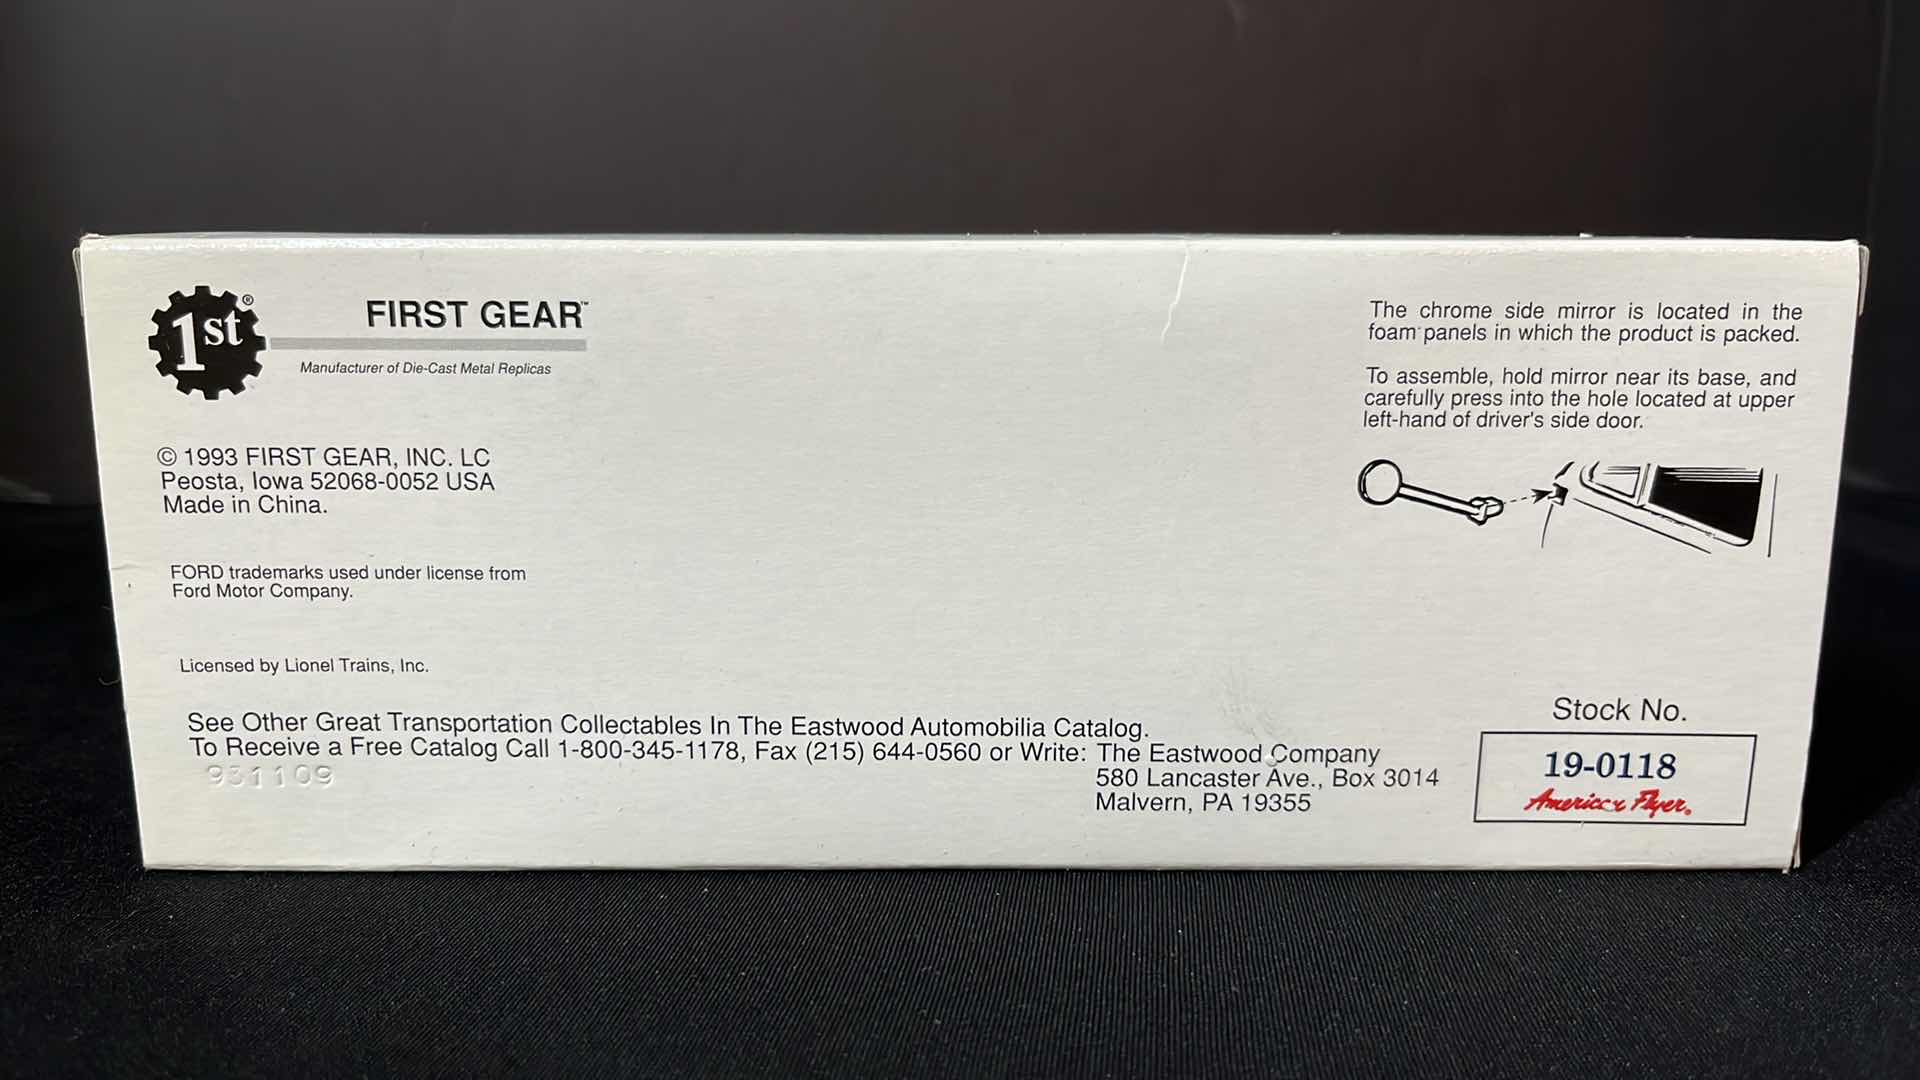 1st®
FIRST GEAR™
Manufacturer of Die-Cast Metal Replicas
© 1993 FIRST GEAR, INC. LC
Peosta, Iowa 52068-0052 USA
Made in China.
FORD trademarks used under license from
Ford Motor Company.
Licensed by Lionel Trains, Inc.
See Other Great Transportation Collectables In The Eastwood Automobilia Catalog.
To Receive a Free Catalog Call 1-800-345-1178, Fax (215) 644-0560 or Write: The Eastwood Company
580 Lancaster Ave., Box 3014
Malvern, PA 19355
931109
The chrome side mirror is located in the
foam panels in which the product is packed.
To assemble, hold mirror near its base, and
carefully press into the hole located at upper
left-hand of driver's side door.
Stock No.
19-0118
American Flyer.